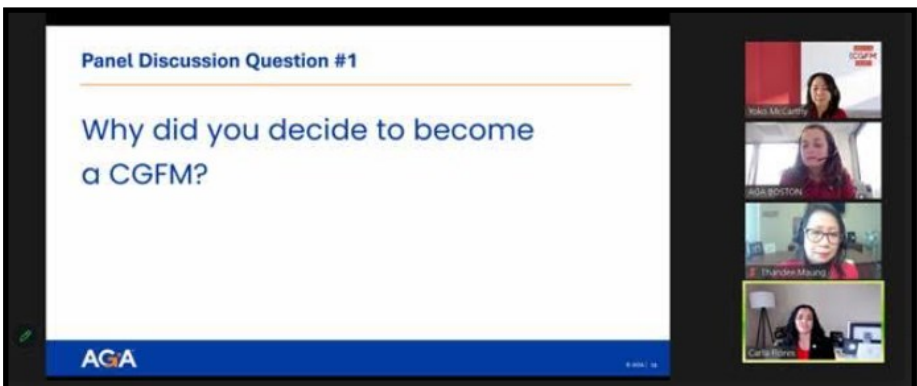 Panel Discussion Question #1
Why did you decide to become
a CGFM?
AGA
CGFM
Yoko McCarthy
AGA BOSTON
Thandee Maung
Carla Flores